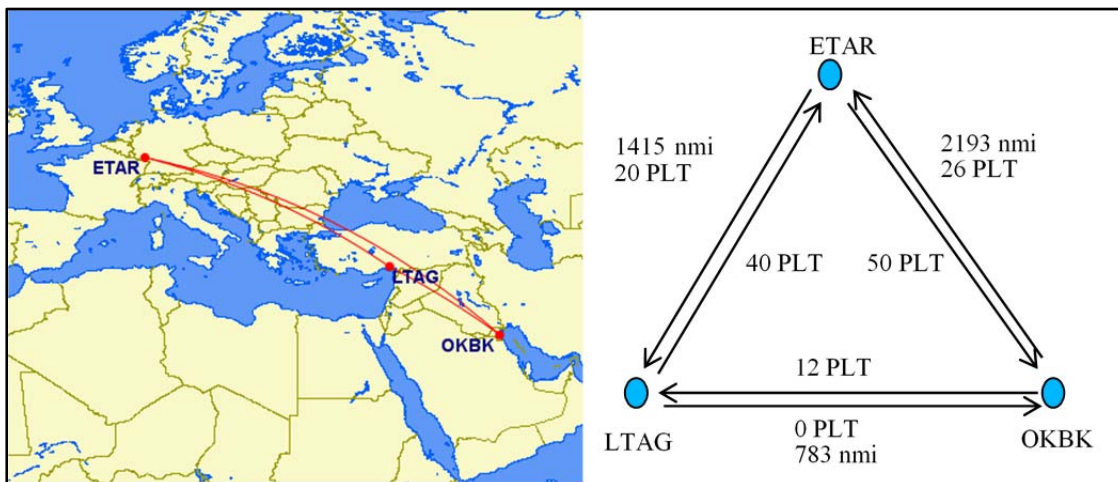 ETAR
LTAG
OKBK
ETAR
1415 nmi
20 PLT
2193 nmi
26 PLT
40 PLT
50 PLT
12 PLT
0 PLT
783 nmi
LTAG
OKBK